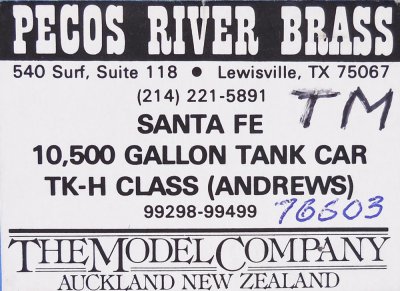 PECOS RIVER BRASS
540 Surf, Suite 118 • Lewisville, TX 75067
(214) 221-5891
TM
SANTA FE
10,500 GALLON TANK CAR
TK-H CLASS (ANDREWS)
99298-99499 76503
THE MODEL COMPANY
AUCKLAND NEW ZEALAND